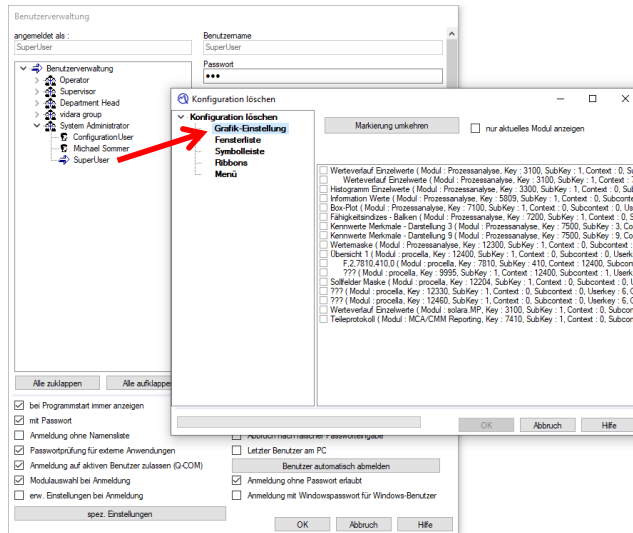 Benutzerverwaltung
angemeldet als :
SuperUser
Benutzername
SuperUser
Passwort
•••
Benutzerverwaltung
Operator
Supervisor
Department Head
vidara group
System Administrator
ConfigurationUser
Michael Sommer
SuperUser
Alle zuklappen
Alle aufklappen
Konfiguration löschen
Konfiguration löschen
Grafik-Einstellung
Fensterliste
Symbolleiste
Ribbons
Menü
Markierung umkehren
nur aktuelles Modul anzeigen
Werteverlauf Einzelwerte ( Modul : Prozessanalyse, Key : 3100, SubKey : 1, Context : 0, Su
Werteverlauf Einzelwerte ( Modul : Prozessanalyse, Key : 3100, SubKey : 1, Context : 7
Histogramm Einzelwerte ( Modul : Prozessanalyse, Key : 3300, SubKey : 1, Context : 0, Sub
Information Werte ( Modul : Prozessanalyse, Key : 5809, SubKey : 1, Context : 0, Subconte
Box-Plot ( Modul : Prozessanalyse, Key : 7100, SubKey : 1, Context : 0, Subcontext : 0, Us
Fähigkeitsindizes - Balken ( Modul : Prozessanalyse, Key : 7200, SubKey : 1, Context : 0, S
Kennwerte Merkmale - Darstellung 3 ( Modul : Prozessanalyse, Key : 7500, SubKey : 3, Co
Kennwerte Merkmale - Darstellung 9 ( Modul : Prozessanalyse, Key : 7500, SubKey : 9, Co
Wertemaske ( Modul : Prozessanalyse, Key : 12300, SubKey : 1, Context : 0, Subcontext :
Übersicht 1 ( Modul : procella, Key : 12400, SubKey : 1, Context : 0, Subcontext : 0, Userk
F,2,7810,410,0 ( Modul : procella, Key : 7810, SubKey : 410, Context : 12400, Subcon
??? ( Modul : procella, Key : 9995, SubKey : 1, Context : 12400, Subcontext : 1, Userk
Sollfelder Maske ( Modul : procella, Key : 12204, SubKey : 1, Context : 0, Subcontext : 0, U
??? ( Modul : procella, Key : 12330, SubKey : 1, Context : 0, Subcontext : 0, Userkey : 6, C
??? ( Modul : procella, Key : 12460, SubKey : 1, Context : 0, Subcontext : 0, Userkey : 6, C
Werteverlauf Einzelwerte ( Modul : solara.MP, Key : 3100, SubKey : 1, Context : 0, Subcon
Teileprotokoll ( Modul : MCA/CMM Reporting, Key : 7410, SubKey : 1, Context : 0, Subcon
OK
Abbruch
Hilfe
bei Programmstart immer anzeigen
mit Passwort
Anmeldung ohne Namensliste
Abbruch nach falscher Passworteingabe
Passwortprüfung für externe Anwendungen
Letzter Benutzer am PC
Anmeldung auf aktiven Benutzer zulassen (Q-COM)
Benutzer automatisch abmelden
Modulauswahl bei Anmeldung
Anmeldung ohne Passwort erlaubt
erw. Einstellungen bei Anmeldung
Anmeldung mit Windowspasswort für Windows-Benutzer
spez. Einstellungen
OK
Abbruch
Hilfe